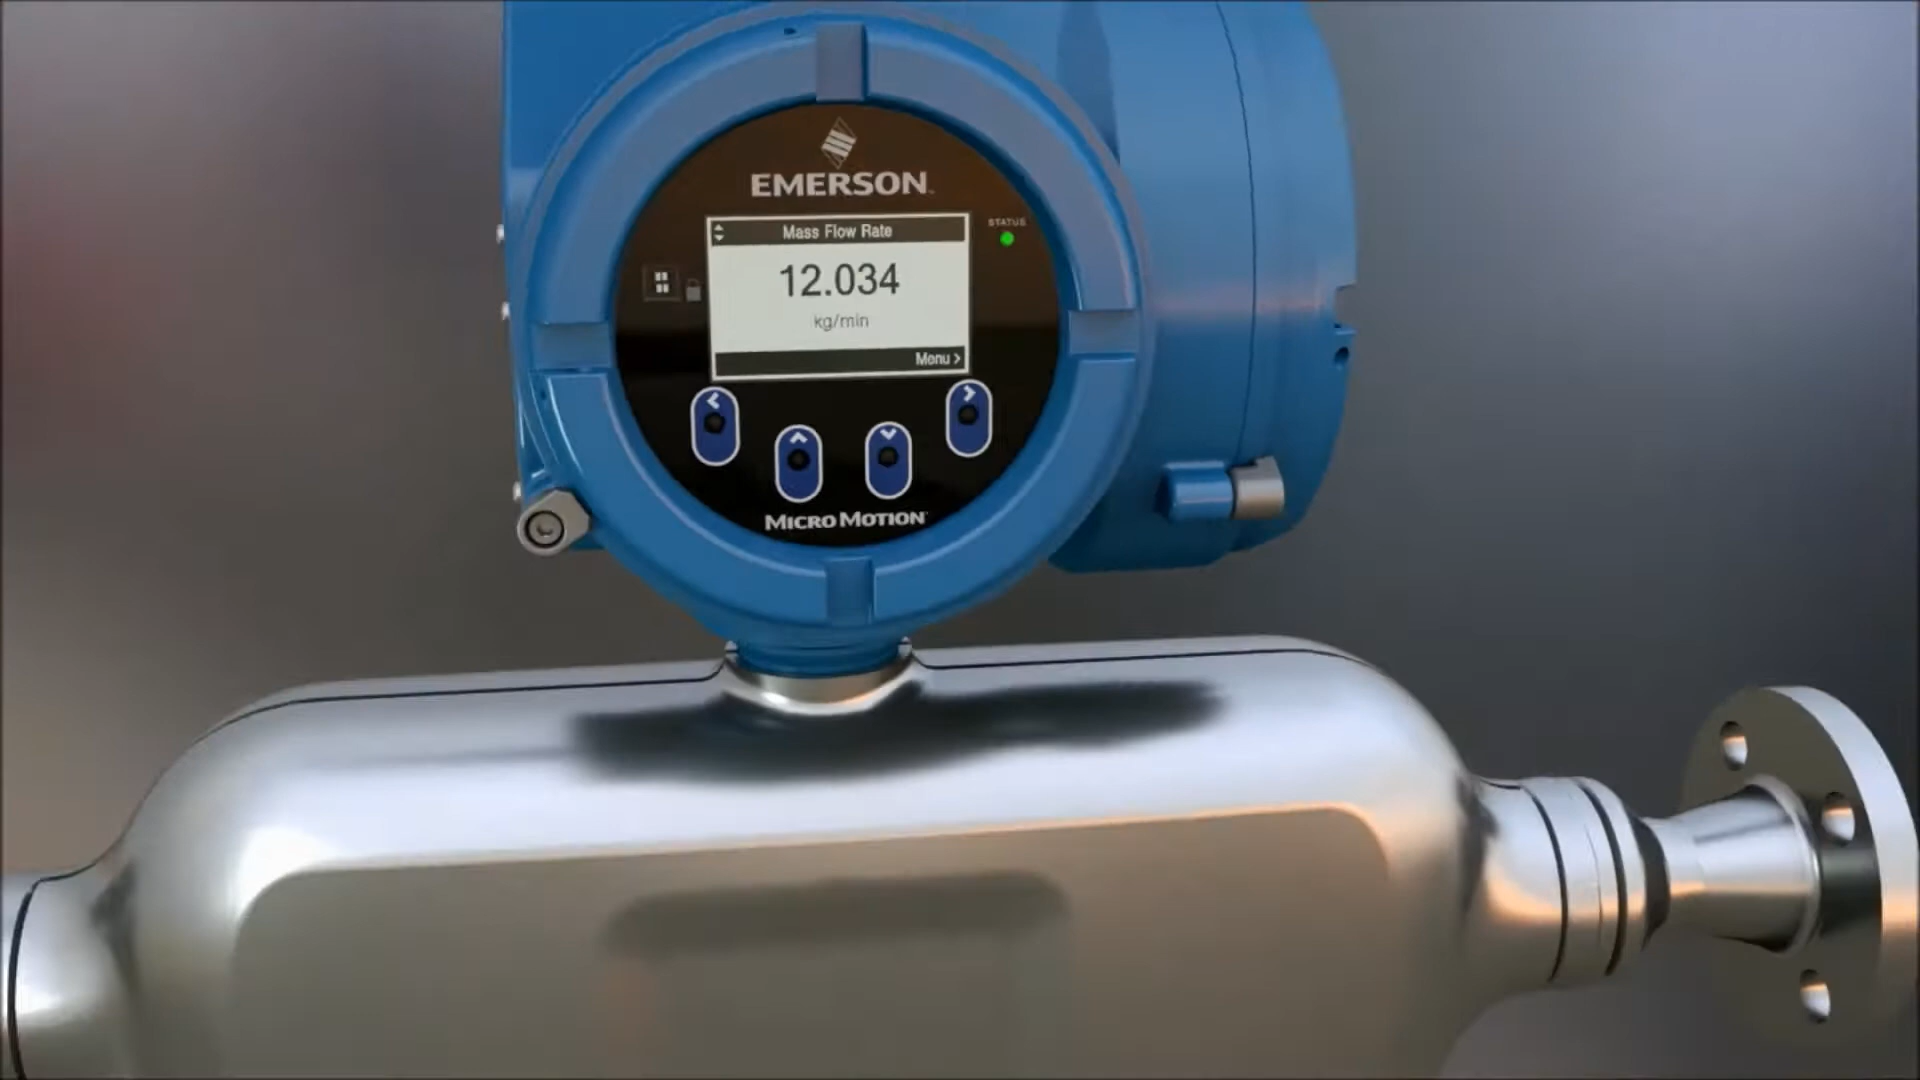 EMERSON
STATUS
Mass Flow Rate
12.034
kg/min
Menu >
MICRO MOTION